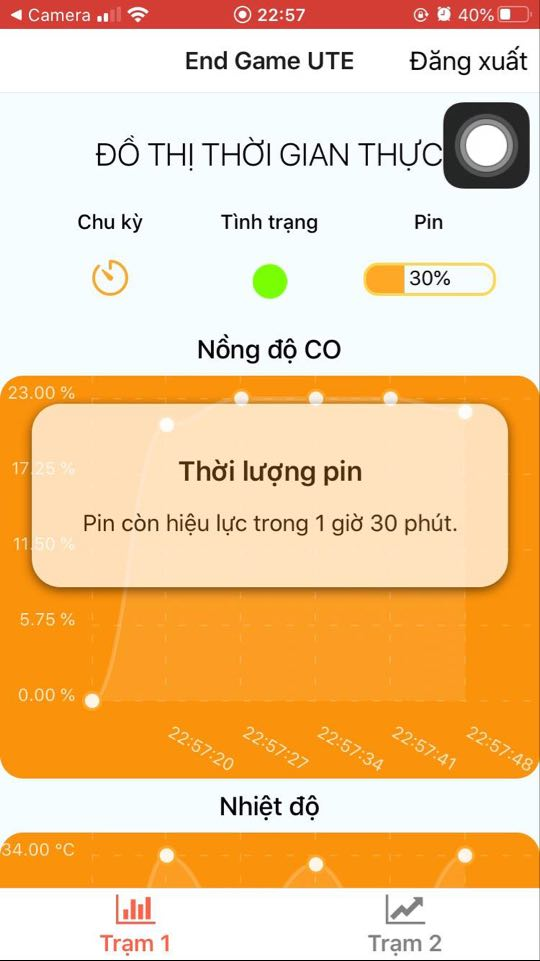 Camera
22:57
40%
End Game UTE
Đăng xuất
ĐỒ THỊ THỜI GIAN THỰC
Chu kỳ
Tình trạng
Pin
30%
Nồng độ CO
23.00 %
17.25 %
11.50 %
5.75 %
0.00 %
Thời lượng pin
Pin còn hiệu lực trong 1 giờ 30 phút.
22:57:20
22:57:27
22:57:34
22:57:41
22:57:48
Nhiệt độ
34.00 °C
Trạm 1
Trạm 2